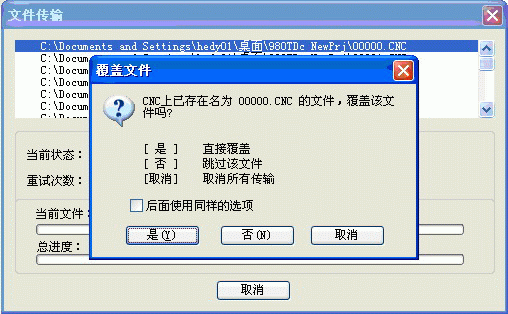 文件传输
C:\Documents and Settings\hedy01\桌面\980TDc NewPrj\O0000.CNC
C:\Docum
C:\Docum
C:\Docum
C:\Docum
C:\Docum
覆盖文件
CNC上已存在名为 O0000.CNC 的文件，覆盖该文
件吗?
[ 是 ] 直接覆盖
[ 否 ] 跳过该文件
[取消] 取消所有传输
当前状态：
重试次数：
后面使用同样的选项
当前文件：
是(Y) 否(N) 取消
总进度：
取消